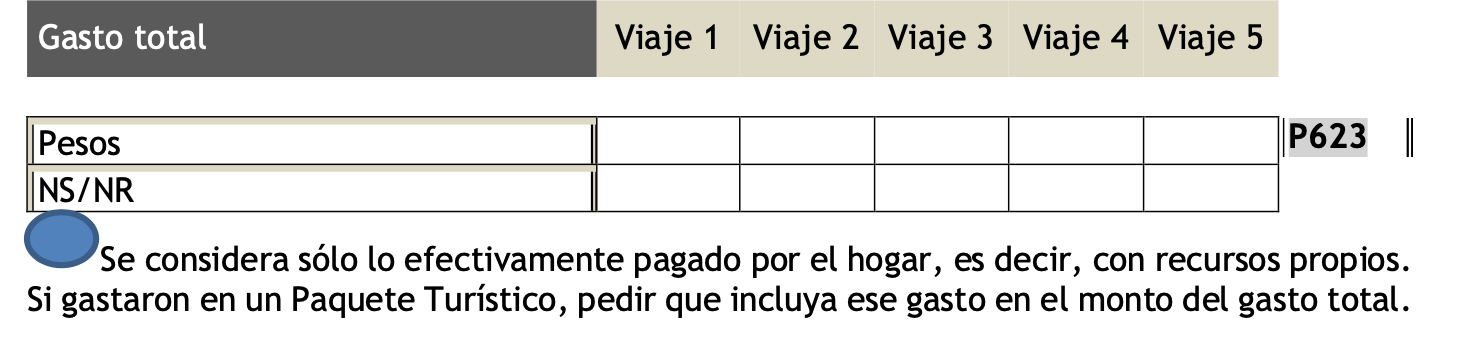 Gasto total Viaje 1 Viaje 2 Viaje 3 Viaje 4 Viaje 5
Pesos P623
NS/NR
Se considera sólo lo efectivamente pagado por el hogar, es decir, con recursos propios.
Si gastaron en un Paquete Turístico, pedir que incluya ese gasto en el monto del gasto total.